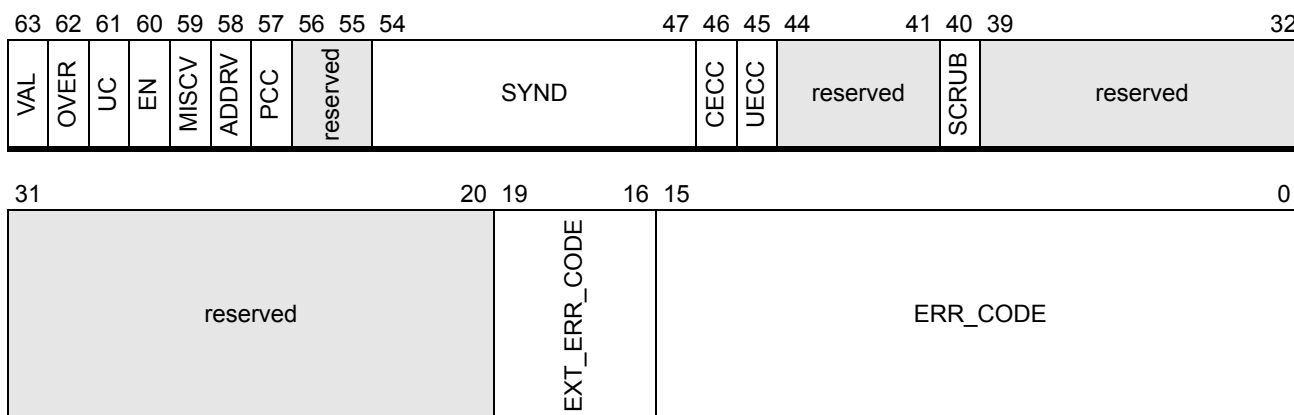 63 62 61 60 59 58 57 56 55 54 47 46 45 44 41 40 39 32
VAL OVER UC EN MISCV ADDRV PCC reserved SYND CECC UECC reserved SCRUB reserved
31 20 19 16 15 0
reserved EXT_ERR_CODE ERR_CODE